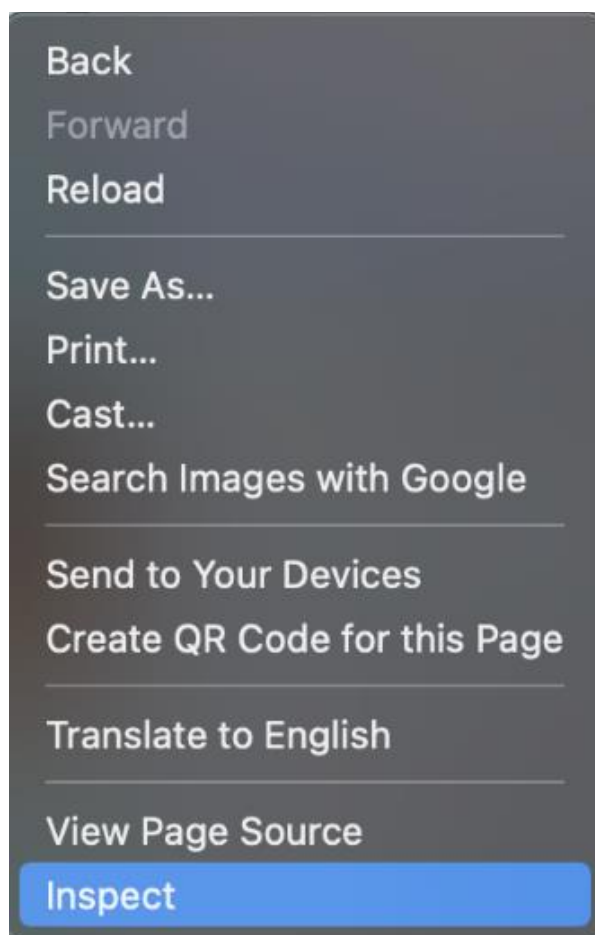 Back
Forward
Reload
Save As...
Print...
Cast...
Search Images with Google
Send to Your Devices
Create QR Code for this Page
Translate to English
View Page Source
Inspect